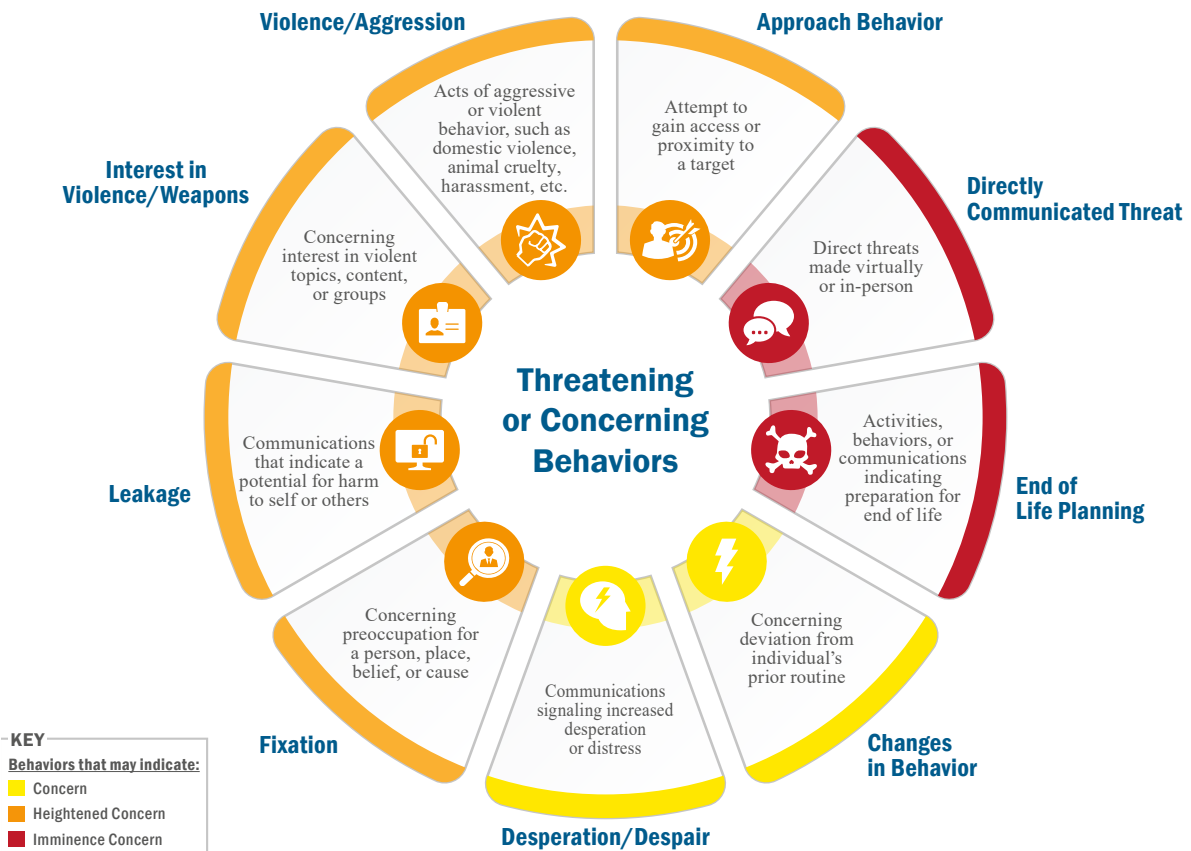 Violence/Aggression
Acts of aggressive
or violent
behavior, such as
domestic violence,
animal cruelty,
harassment, etc.
Approach Behavior
Attempt to
gain access or
proximity to
a target
Directly
Communicated Threat
Direct threats
made virtually
or in-person
End of
Life Planning
Activities,
behaviors, or
communications
indicating
preparation for
end of life
Changes
in Behavior
Concerning
deviation from
individual’s
prior routine
Desperation/Despair
Communications
signaling increased
desperation
or distress
Fixation
Concerning
preoccupation for
a person, place,
belief, or cause
Leakage
Communications
that indicate a
potential for harm
to self or others
Interest in
Violence/Weapons
Concerning
interest in violent
topics, content,
or groups
Threatening
or Concerning
Behaviors
KEY
Behaviors that may indicate:
Concern
Heightened Concern
Imminence Concern